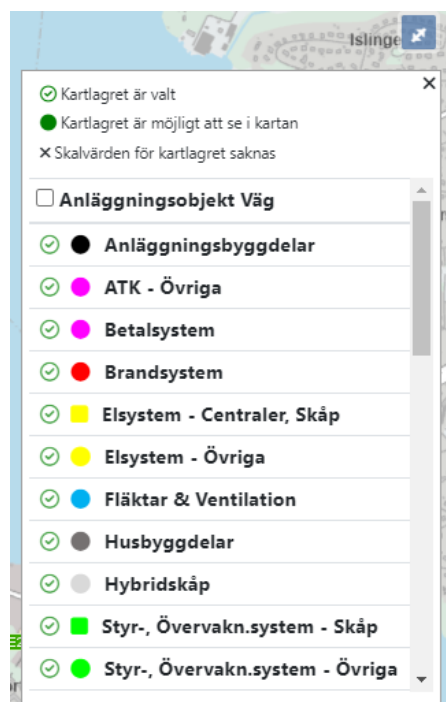 Islinge
Kartlagret är valt
Kartlagret är möjligt att se i kartan
Skalvärden för kartlagret saknas
Anläggningsobjekt Väg
Anläggningsbyggdelar
ATK - Övriga
Betalsystem
Brandsystem
Elsystem - Centraler, Skåp
Elsystem - Övriga
Fläktar & Ventilation
Husbyggdelar
Hybridskåp
Styr-, Övervakn.system - Skåp
Styr-, Övervakn.system - Övriga